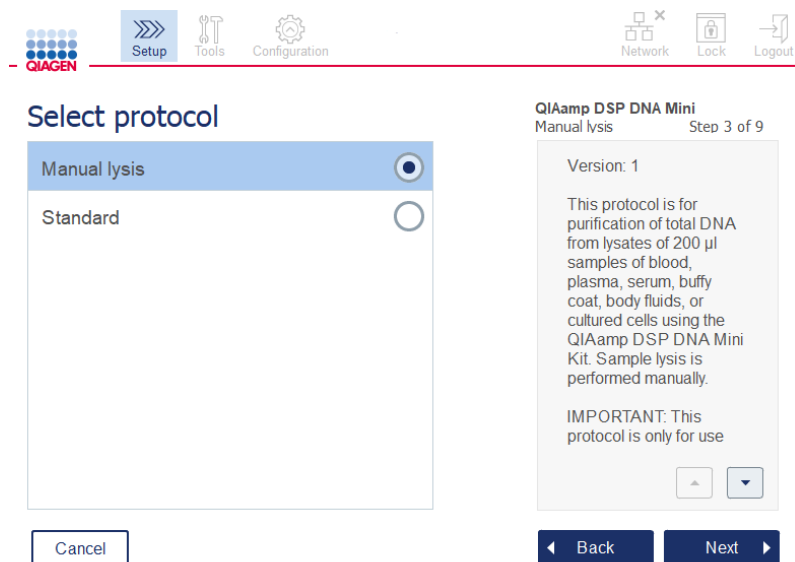 Setup
Tools
Configuration
Network
Lock
Logout
QIAGEN
Select protocol
Manual lysis
Standard
QIAamp DSP DNA Mini
Manual lysis Step 3 of 9
Version: 1
This protocol is for
purification of total DNA
from lysates of 200 µl
samples of blood,
plasma, serum, buffy
coat, body fluids, or
cultured cells using the
QIAamp DSP DNA Mini
Kit. Sample lysis is
performed manually.
IMPORTANT: This
protocol is only for use
Cancel
Back
Next